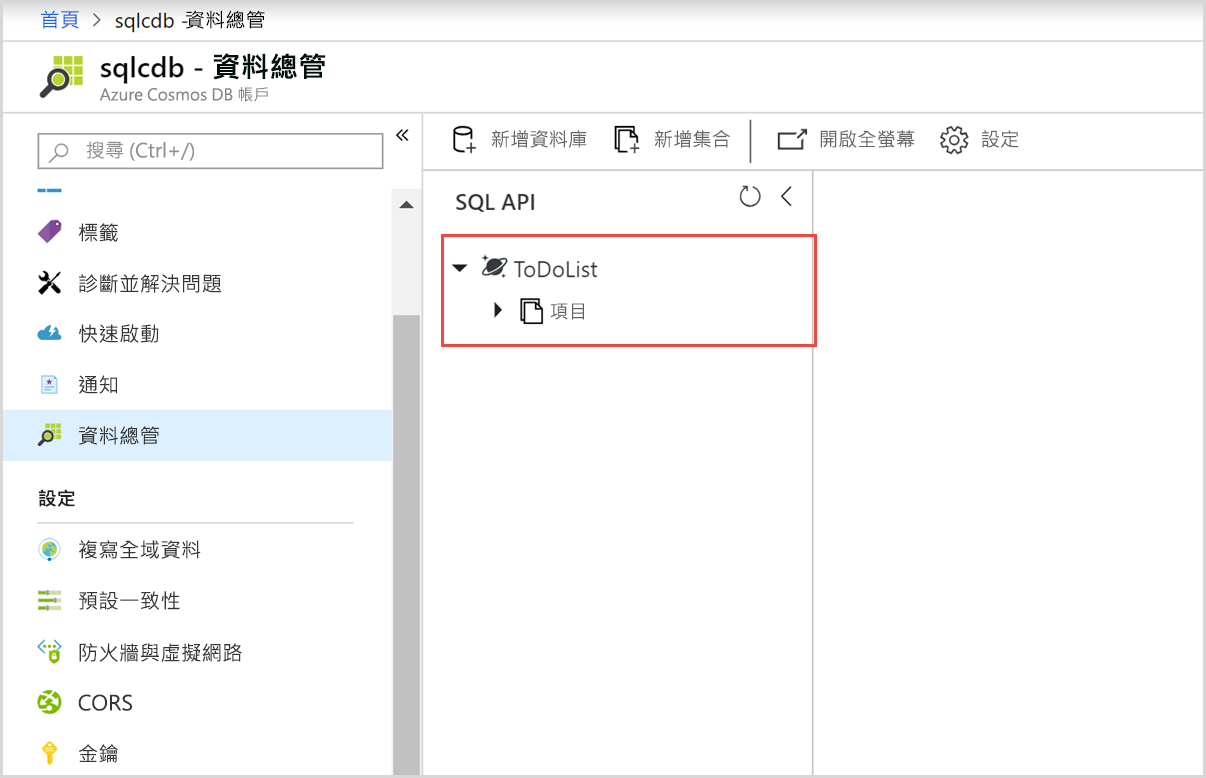 首頁 > sqlcdb -資料總管
sqlcdb - 資料總管
Azure Cosmos DB 帳戶
搜尋 (Ctrl+/)
標籤
診斷並解決問題
快速啟動
通知
資料總管
設定
複寫全域資料
預設一致性
防火牆與虛擬網路
CORS
金鑰
新增資料庫 新增集合 開啟全螢幕 設定
SQL API
ToDoList
項目